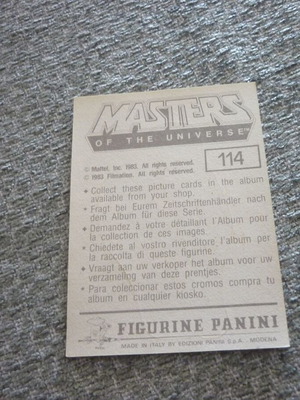 MASTERS
OF THE UNIVERSE™
© Mattel, Inc. 1983. All rights reserved.
© 1983 Filmation. All rights reserved.
114
• Collect these picture cards in the album
available from your shop.
• Fragt bei Eurem Zeitschriftenhändler nach
dem Album für diese Serie.
• Démandez à votre détaillant l'Album pour
la collection de ces images.
• Chiedete al vostro rivenditore l'album per
la raccolta di queste figurine.
• Vraagt aan uw verkoper het album voor uw
verzameling van deze prentjes.
• Para coleccionar estos cromos compra tu
album en cualquier kiosko.
FIGURINE PANINI
MADE IN ITALY BY EDIZIONI PANINI S.p.A. - MODENA